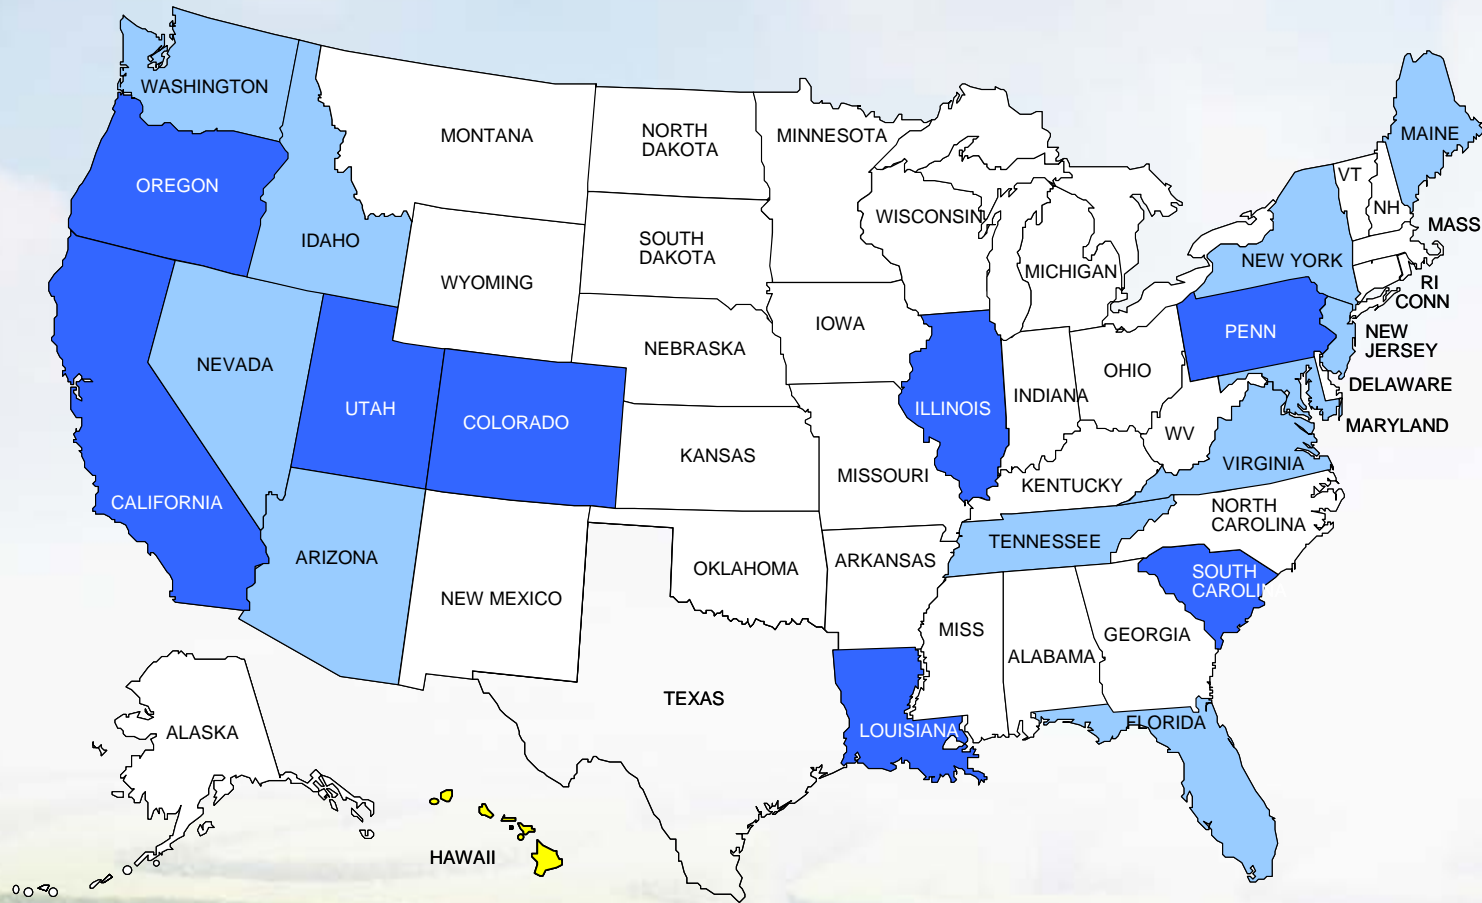 WASHINGTON
MAINE
MONTANA
NORTH
DAKOTA
MINNESOTA
VT
OREGON
NH
WISCONSIN
MASS
IDAHO
SOUTH
DAKOTA
NEW YORK
MICHIGAN
WYOMING
RI
CONN
IOWA
PENN
NEW
JERSEY
NEBRASKA
NEVADA
OHIO
DELAWARE
INDIANA
UTAH
ILLINOIS
COLORADO
MARYLAND
WV
KANSAS
VIRGINIA
MISSOURI
KENTUCKY
CALIFORNIA
NORTH
CAROLINA
TENNESSEE
ARIZONA
ARKANSAS
OKLAHOMA
SOUTH
CAROLINA
NEW MEXICO
MISS
GEORGIA
ALABAMA
TEXAS
FLORIDA
LOUISIANA
ALASKA
HAWAII